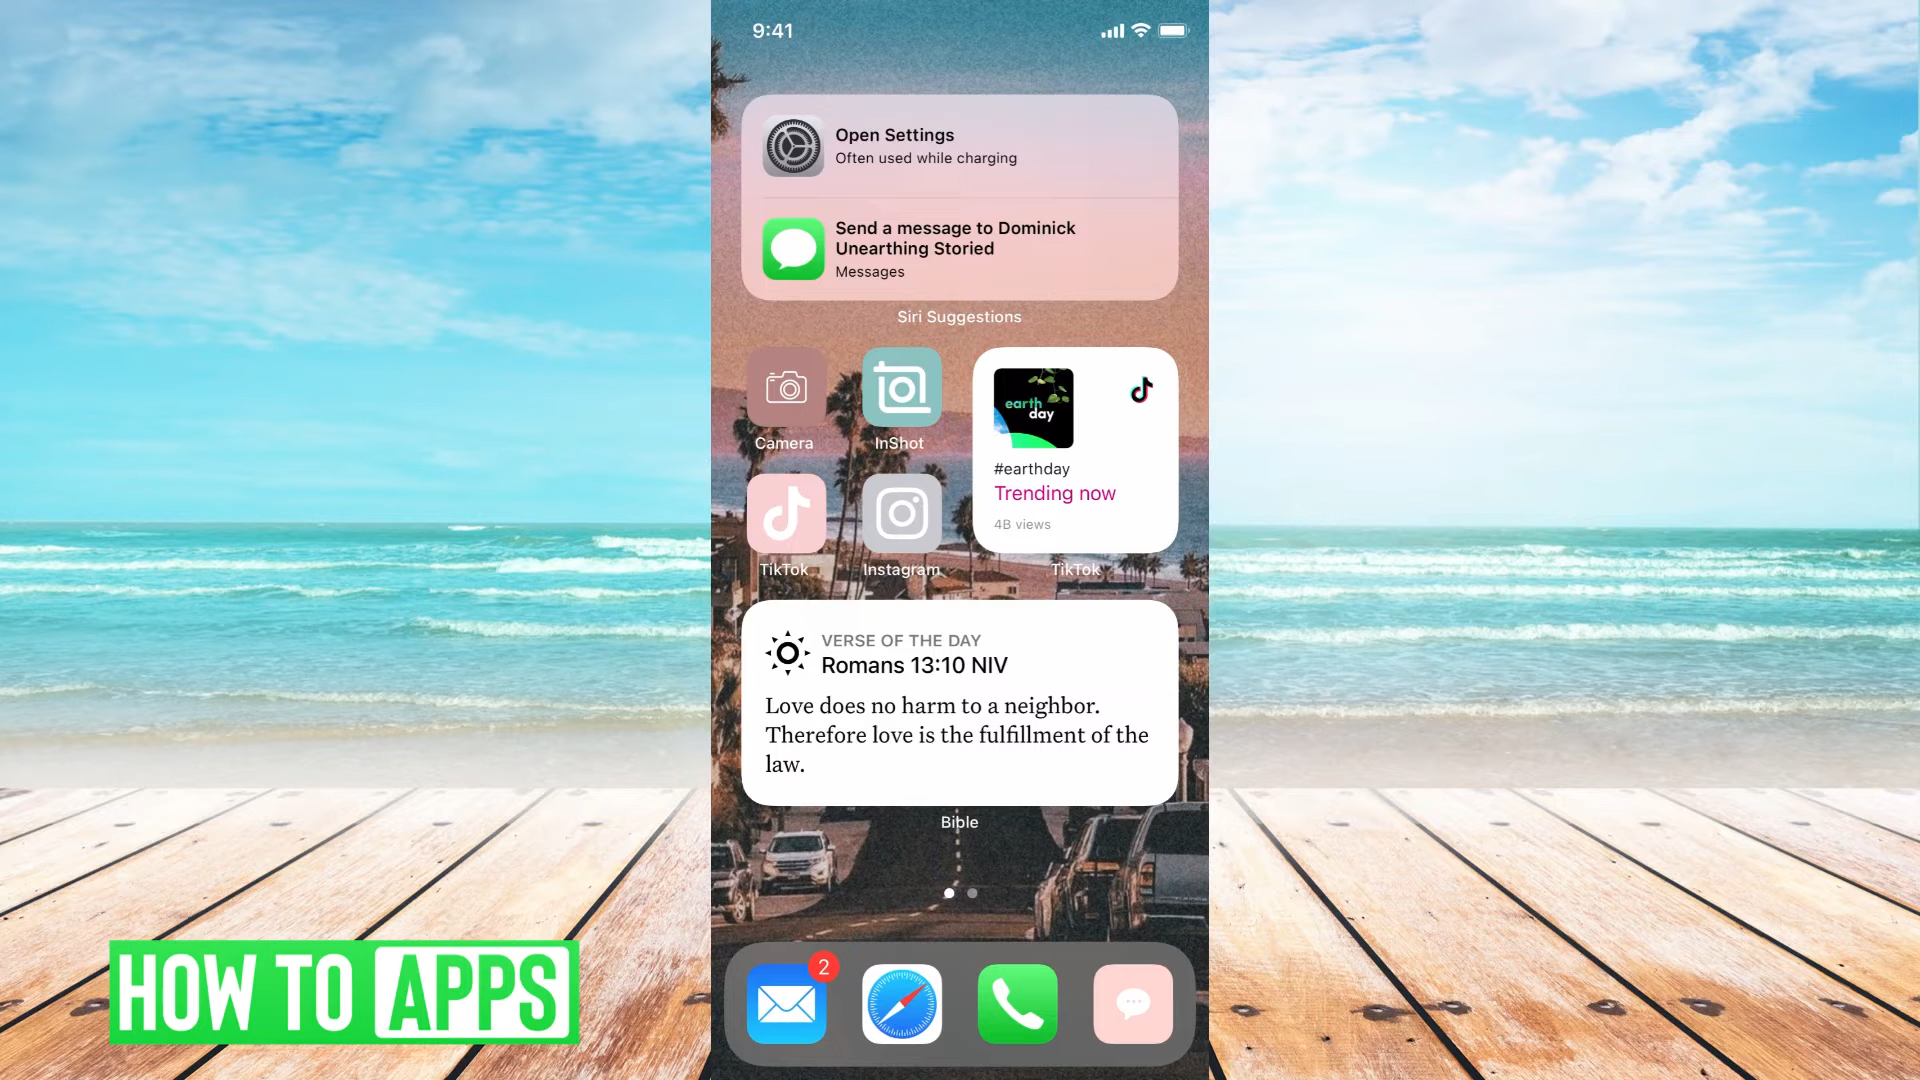 9:41
Open Settings
Often used while charging
Send a message to Dominick
Unearthing Storied
Messages
Siri Suggestions
Camera
InShot
earth
day
#earthday
Trending now
4B views
TikTok
Instagram
TikTok
VERSE OF THE DAY
Romans 13:10 NIV
Love does no harm to a neighbor.
Therefore love is the fulfillment of the
law.
Bible
2
HOW TO APPS